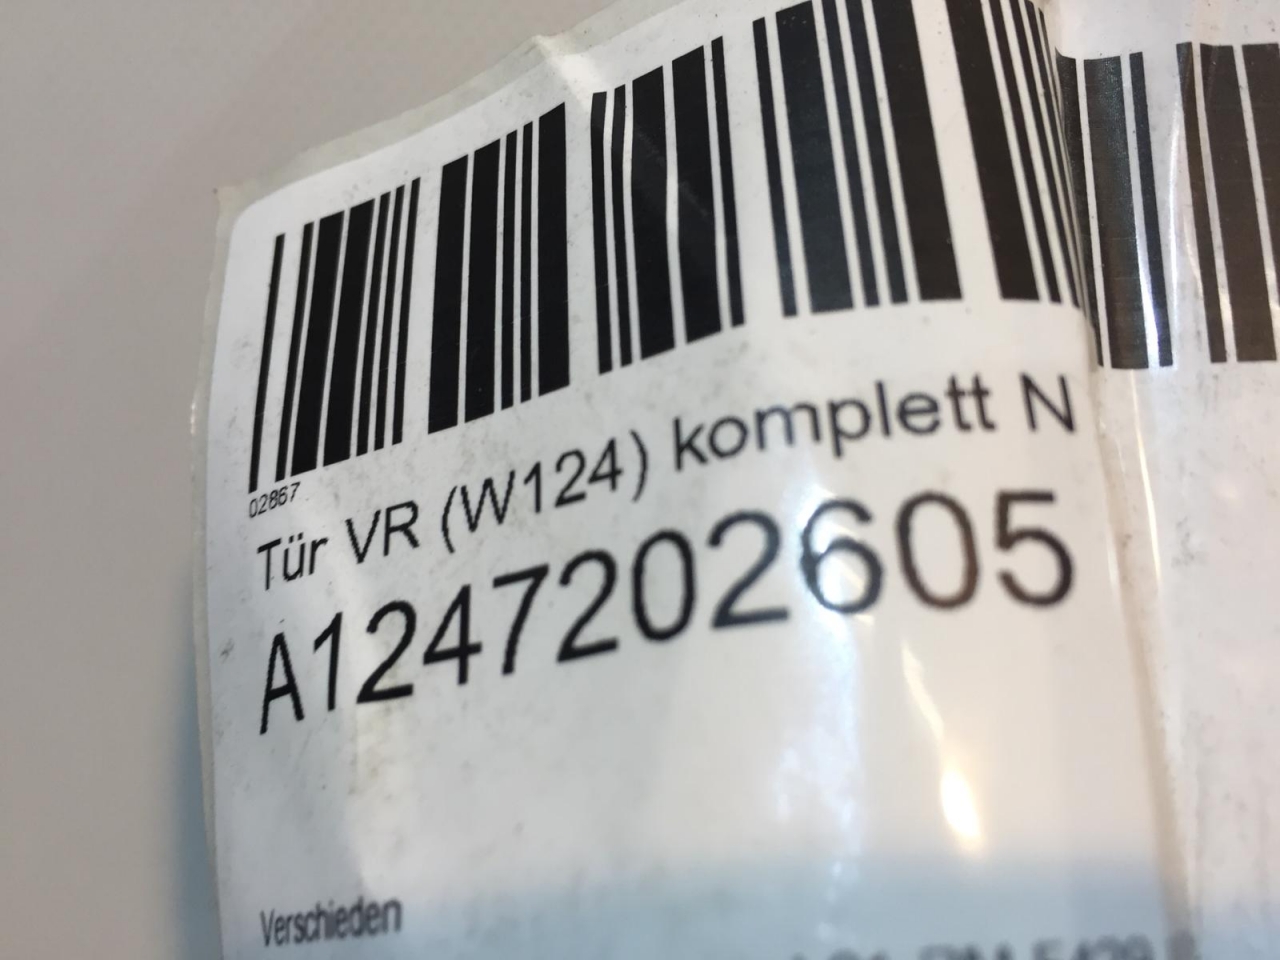 02867
Tür VR (W124) komplett N
A1247202605
Verschieden